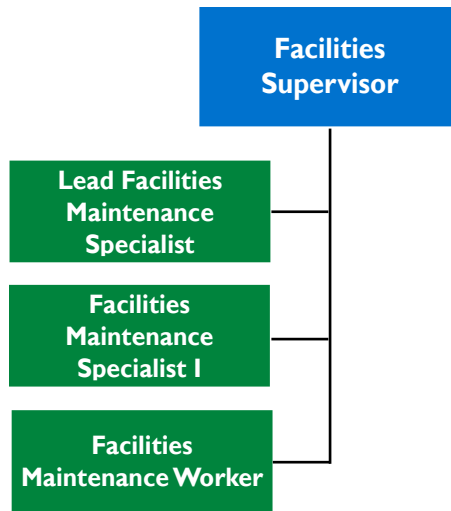 Facilities
Supervisor
Lead Facilities
Maintenance
Specialist
Facilities
Maintenance
Specialist I
Facilities
Maintenance Worker